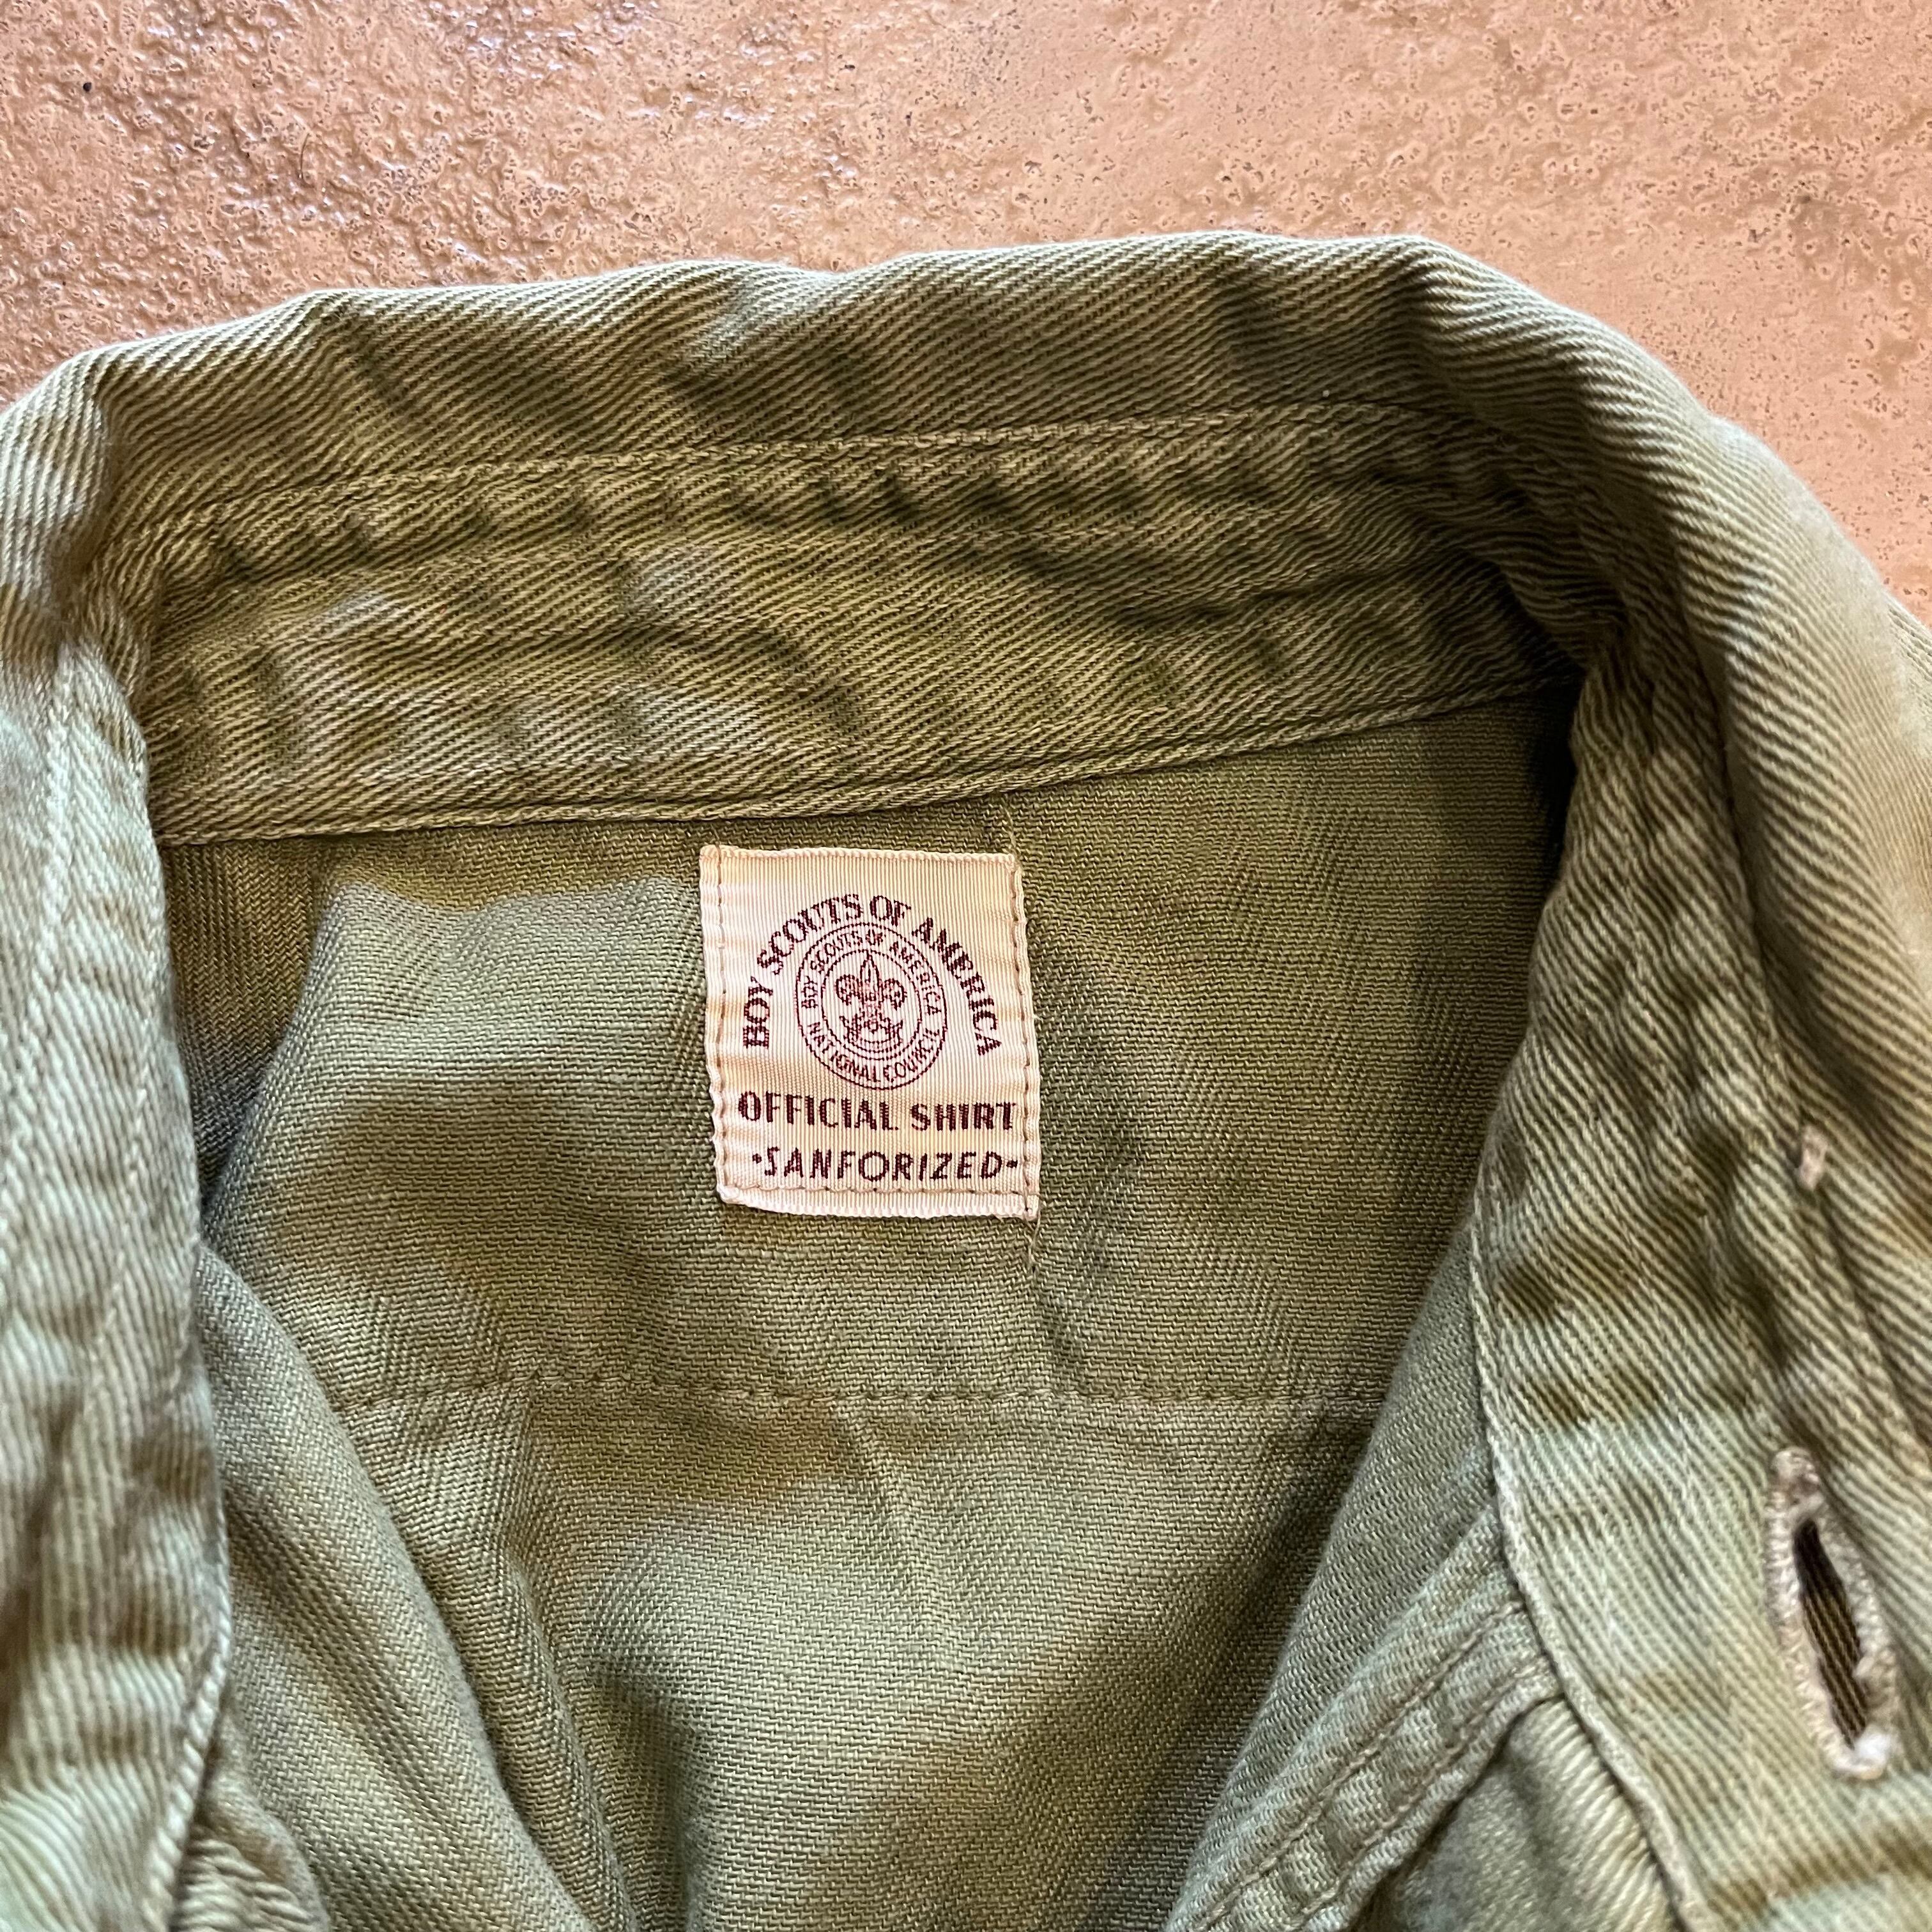 BOY SCOUTS OF AMERICA
BOY SCOUTS OF AMERICA
NATIONAL COUNCIL
OFFICIAL SHIRT
·SANFORIZED·